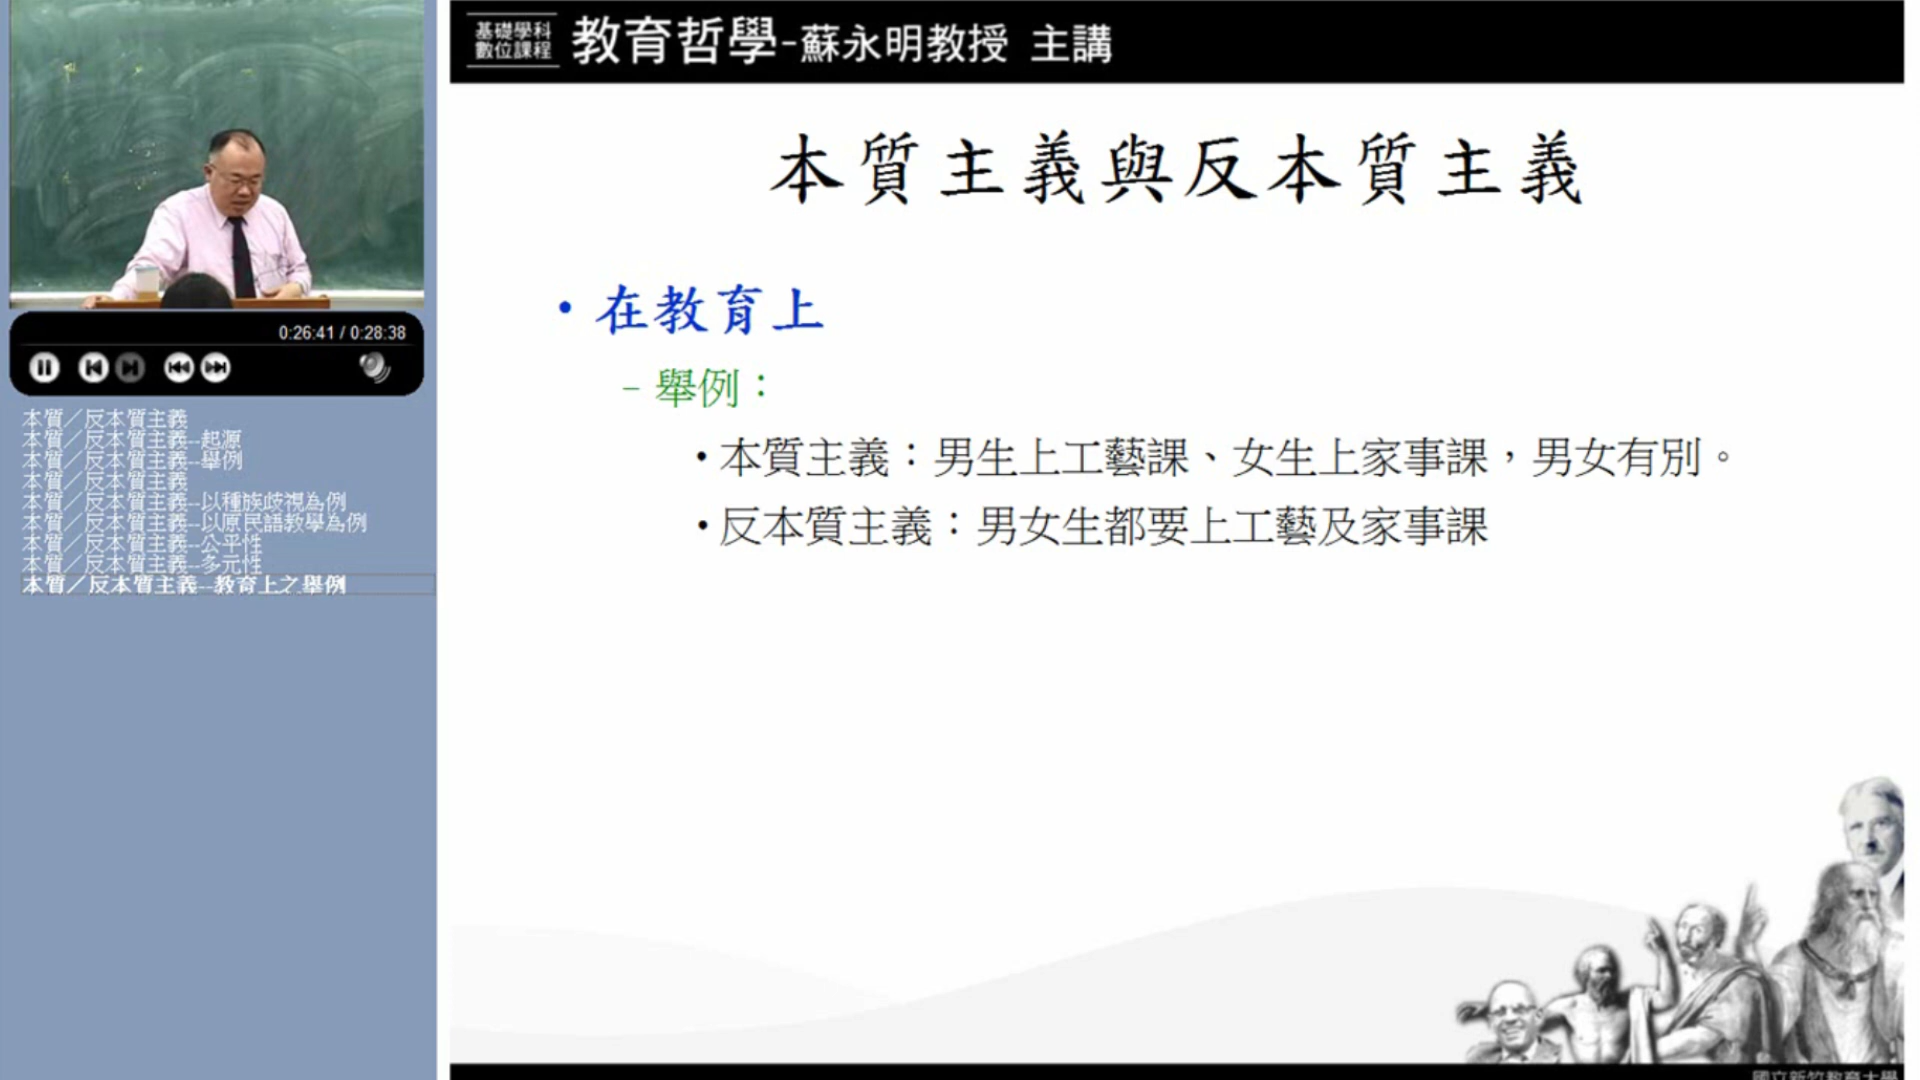 基礎學科
數位課程
教育哲學-蘇永明教授 主講
0:26:41 / 0:28:38
本質／反本質主義
本質／反本質主義--起源
本質／反本質主義--舉例
本質／反本質主義
本質／反本質主義--以種族歧視為例
本質／反本質主義--以原民語教學為例
本質／反本質主義--公平性
本質／反本質主義--多元性
本質／反本質主義--教育上之舉例
本質主義與反本質主義
• 在教育上
– 舉例：
• 本質主義：男生上工藝課、女生上家事課，男女有別。
• 反本質主義：男女生都要上工藝及家事課
國立新竹教育大學